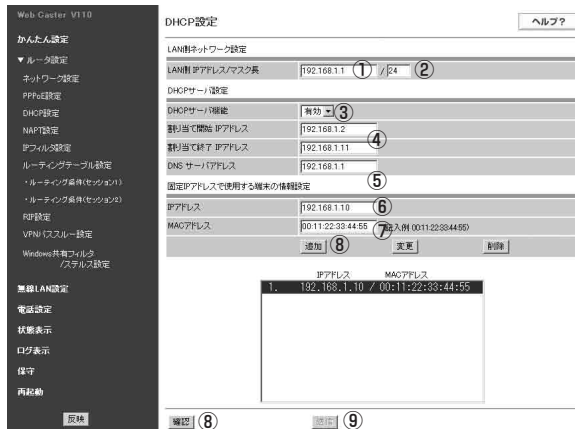 Web Caster V110
かんたん設定
▼ ルータ設定
ネットワーク設定
PPPoE設定
DHCP設定
NAPT設定
IPフィルタ設定
ルーティングテーブル設定
・ルーティング条件(セッション1)
・ルーティング条件(セッション2)
RIP設定
VPNパススルー設定
Windows共有フィルタ
/ステルス設定
無線LAN設定
電話設定
状態表示
ログ表示
保守
再起動
反映
DHCP設定
ヘルプ?
LAN側ネットワーク設定
LAN側 IPアドレス/マスク長 192.168.1.1 ① / 24 ②
DHCPサーバ設定
DHCPサーバ機能 有効 ③
割り当て開始 IPアドレス 192.168.1.2
割り当て終了 IPアドレス 192.168.1.11 ④
DNS サーバアドレス 192.168.1.1
⑤
固定IPアドレスで使用する端末の情報設定
IPアドレス 192.168.1.10 ⑥
MACアドレス 00:11:22:33:44:55 ⑦ 記入例 00:11:22:33:44:55)
追加 ⑧ 変更 削除
IPアドレス MACアドレス
1. 192.168.1.10 / 00:11:22:33:44:55
確認 ⑧ 送信 ⑨